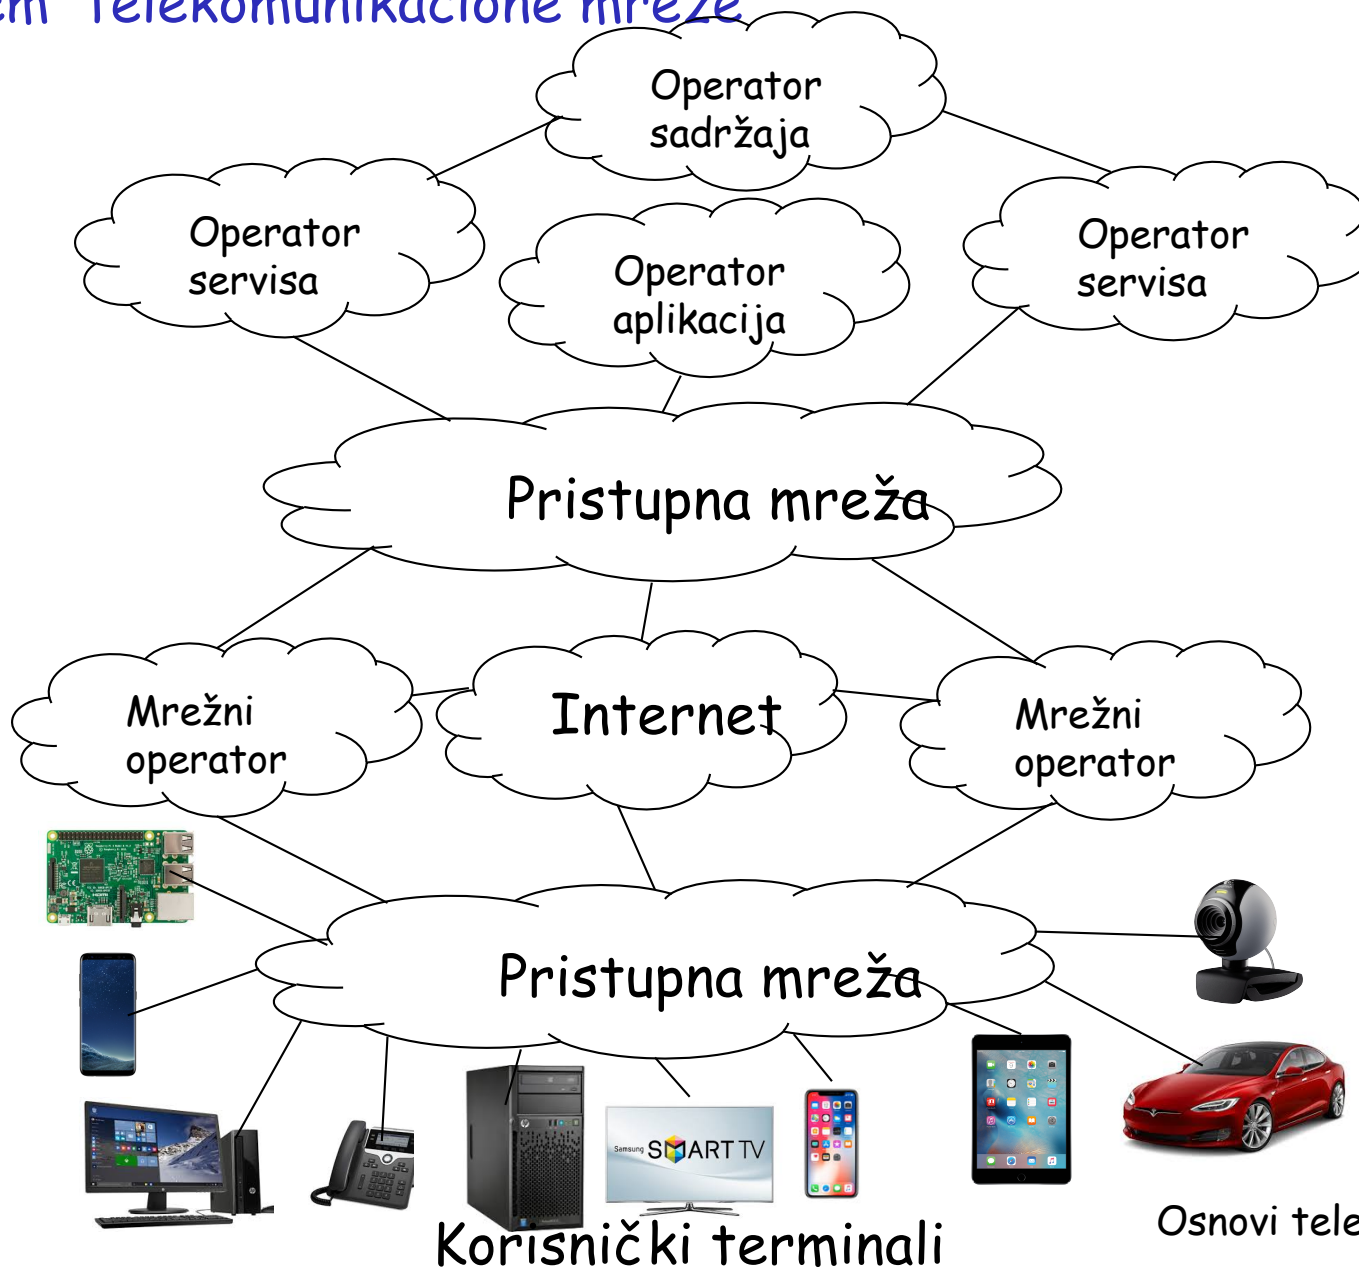 Telekomunikacione mreže
Operator
sadržaja
Operator
servisa
Operator
aplikacija
Operator
servisa
Pristupna mreža
Mrežni
operator
Internet
Mrežni
operator
Pristupna mreža
Samsung SMART TV
Korisnički terminali
Osnovi